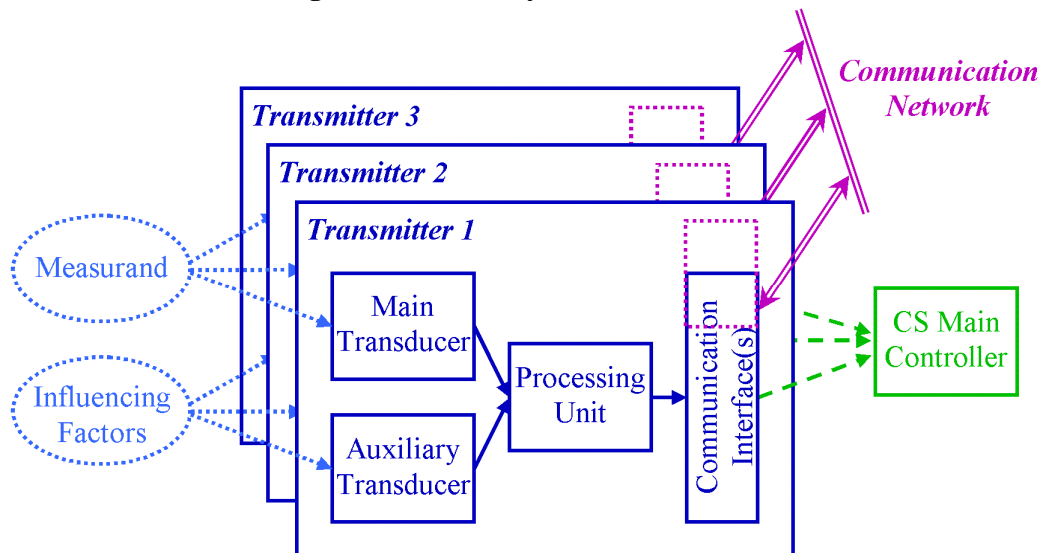 Communication
Network
Transmitter 3
Transmitter 2
Transmitter 1
Measurand
Main
Transducer
CS Main
Controller
Processing
Unit
Influencing
Factors
Auxiliary
Transducer
Communication
Interface(s)